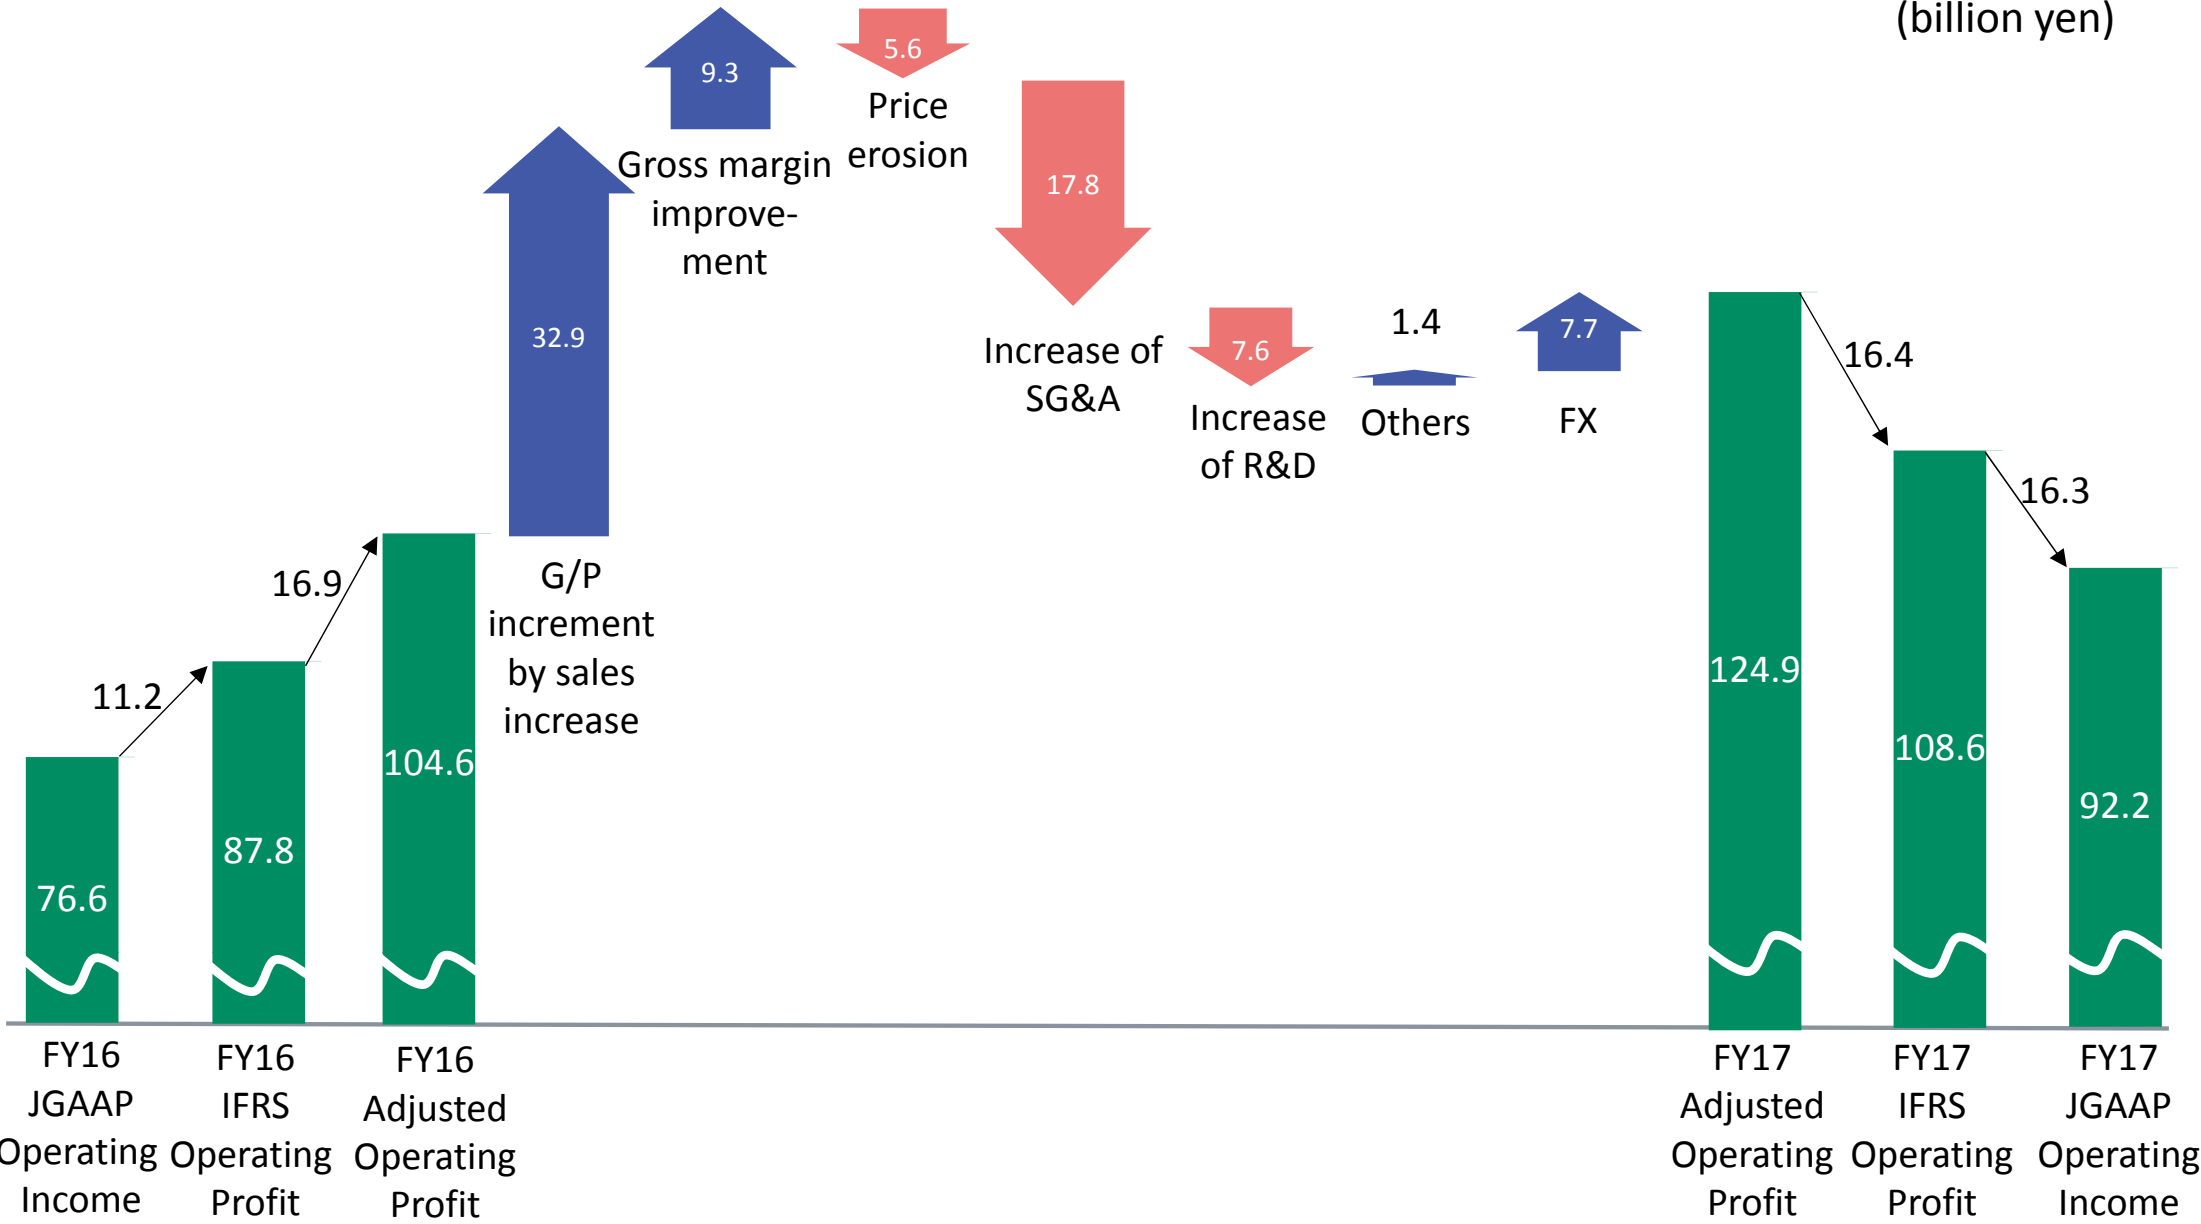 (billion yen)
9.3
Gross margin
improve-
ment
5.6
Price
erosion
32.9
G/P
increment
by sales
increase
17.8
Increase of
SG&A
7.6
Increase
of R&D
1.4
Others
7.7
FX
11.2
16.9
16.4
16.3
76.6
87.8
104.6
124.9
108.6
92.2
FY16
JGAAP
Operating
Income
FY16
IFRS
Operating
Profit
FY16
Adjusted
Operating
Profit
FY17
Adjusted
Operating
Profit
FY17
IFRS
Operating
Profit
FY17
JGAAP
Operating
Income